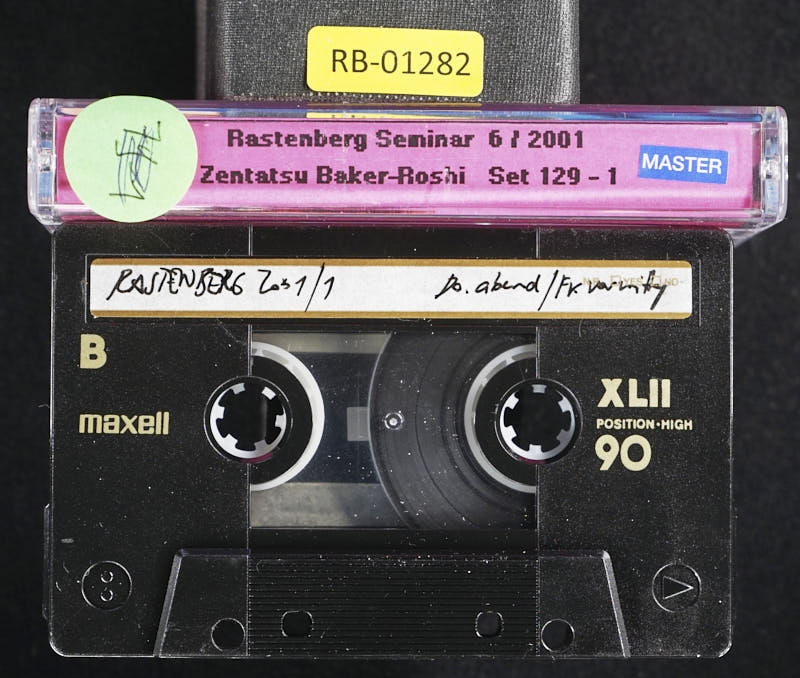 RB-01282
Rastenberg Seminar 6 / 2001
Zentatsu Baker-Roshi Set 129 - 1
MASTER
RASTENBERG 2001/1
Do. abend/Fr vormittg
B
maxell
XLII
POSITION·HIGH
90